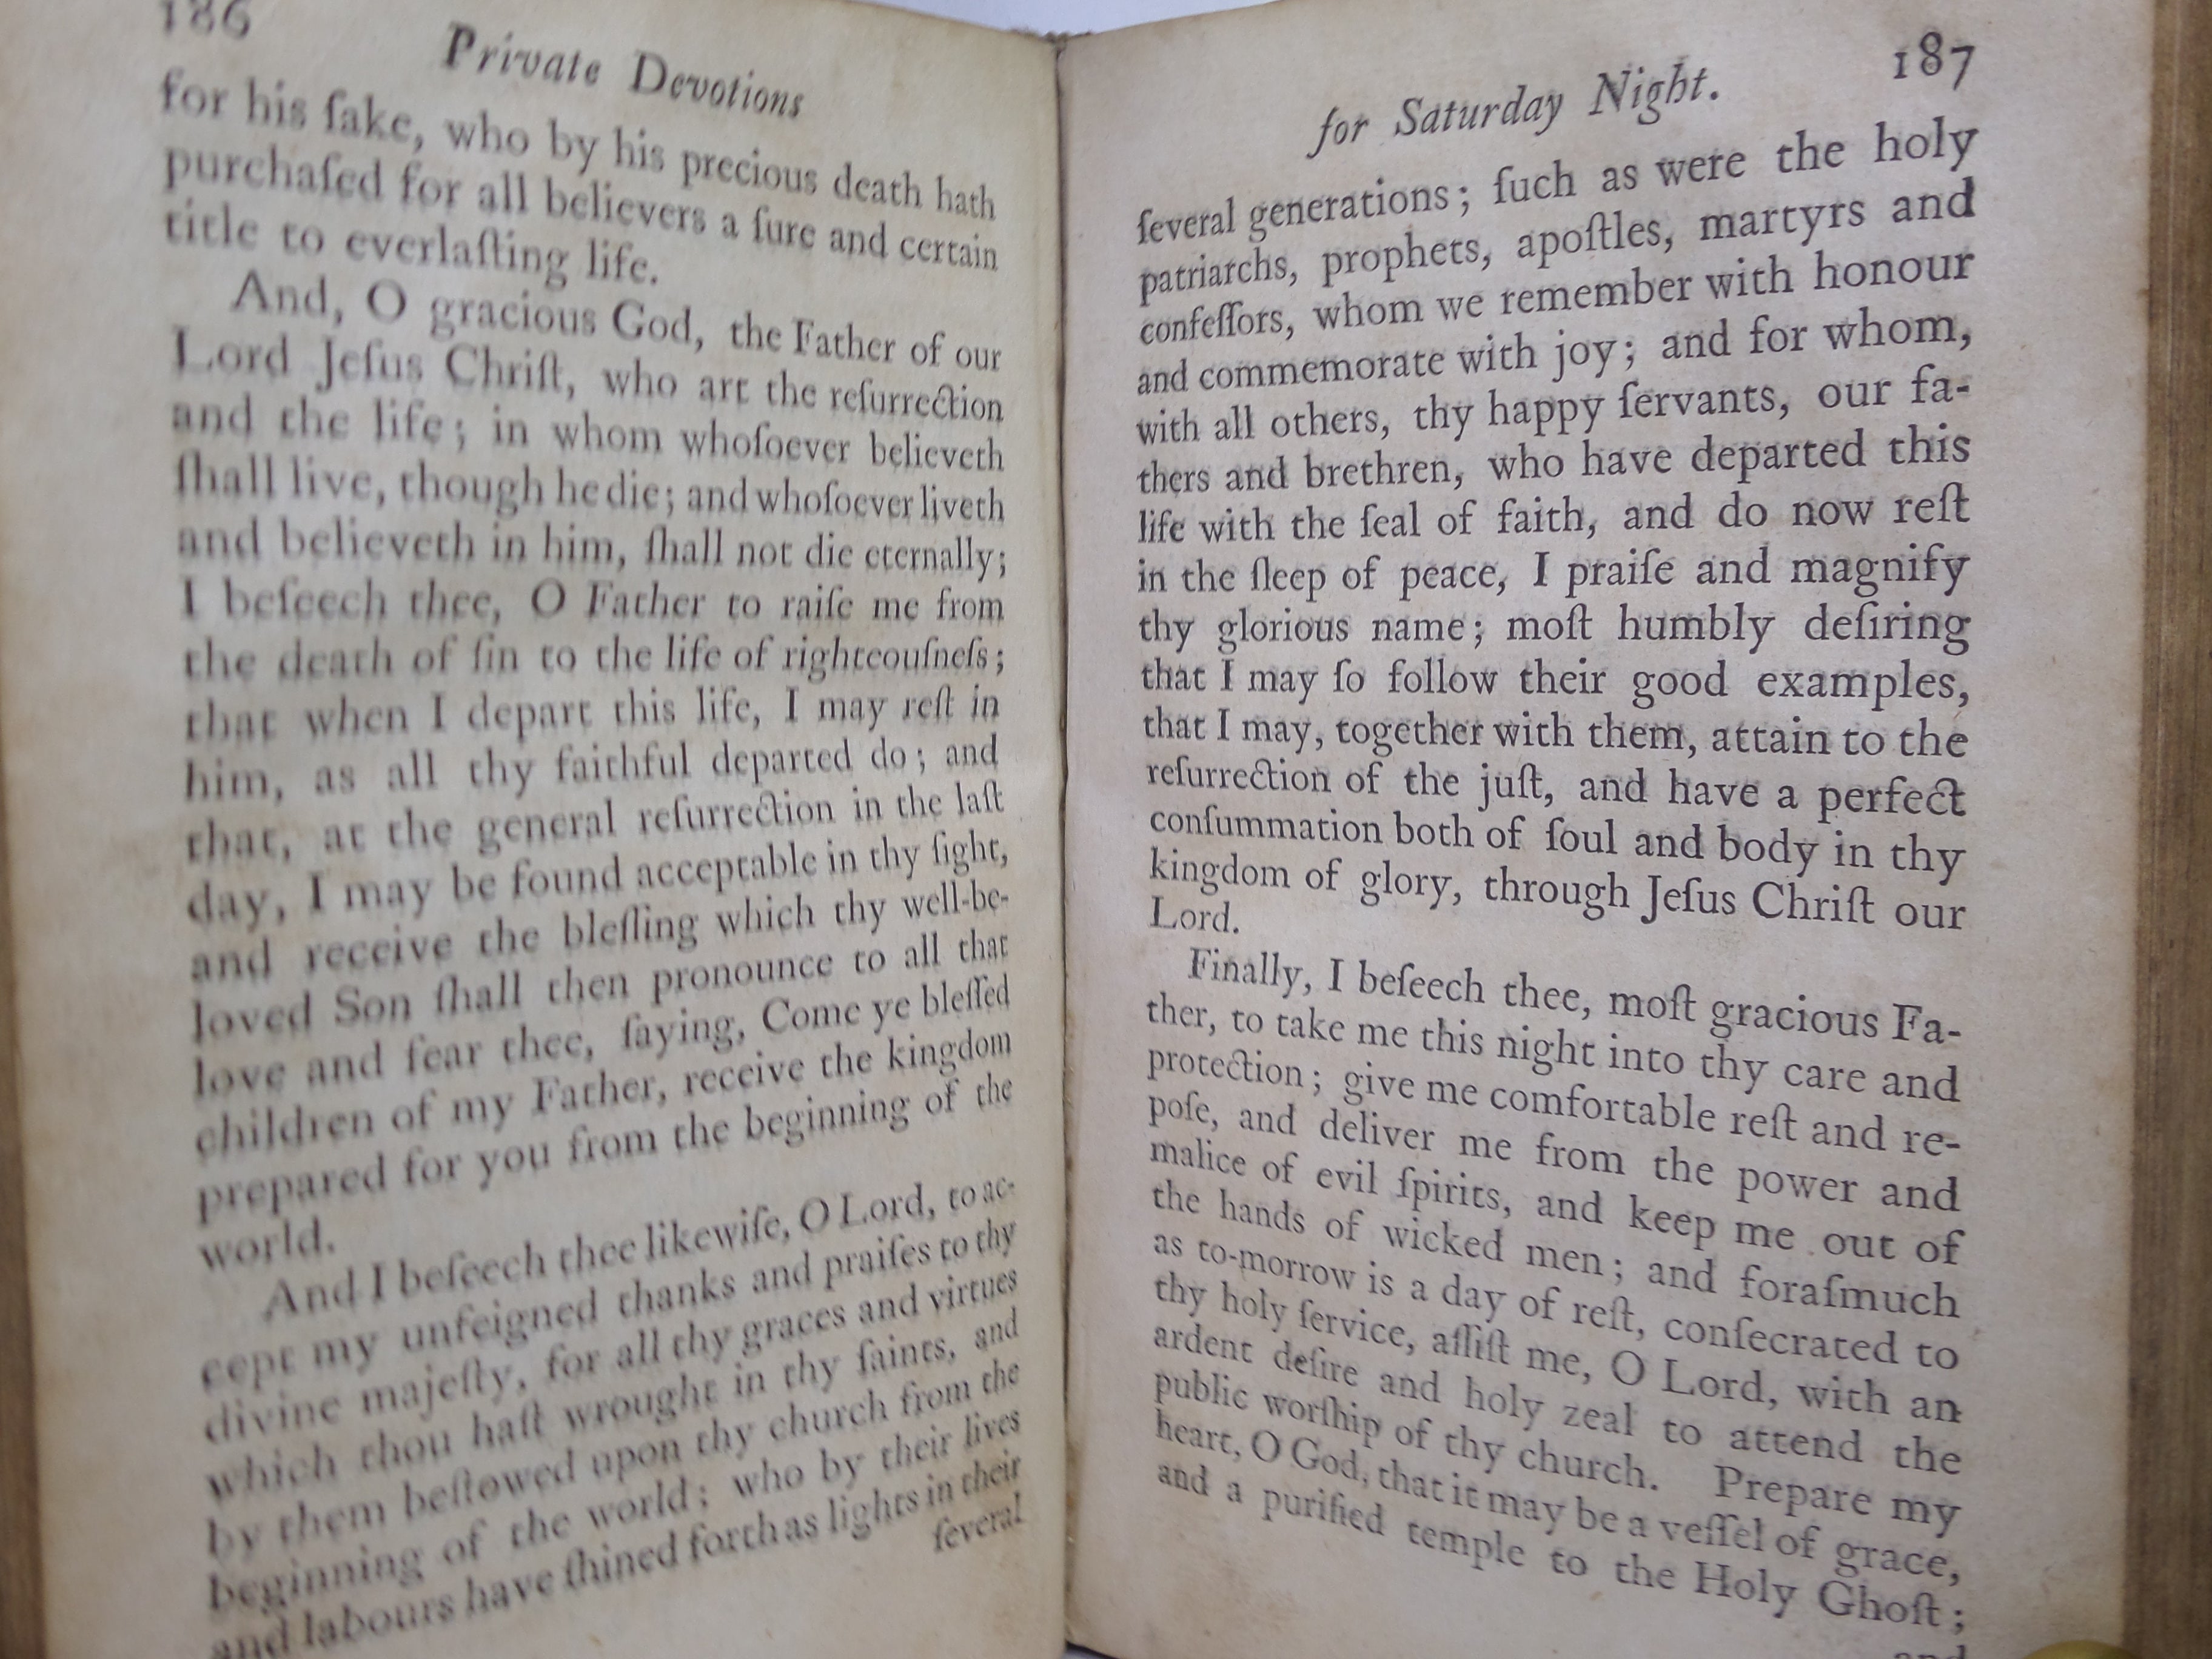 186
Private Devotions
for his ſake, who by his precious death hath
purchaſed for all believers a ſure and certain
title to everlaſting life.
And, O gracious God, the Father of our
Lord Jeſus Chriſt, who art the reſurrection
and the life; in whom whoſoever believeth
ſhall live, though he die; and whoſoever liveth
and believeth in him, ſhall not die eternally;
I beſeech thee, O Father to raiſe me from
the death of ſin to the life of righteouſneſs;
that when I depart this life, I may reſt in
him, as all thy faithful departed do; and
that, at the general reſurrection in the laſt
day, I may be found acceptable in thy ſight,
and receive the bleſſing which thy well-be-
loved Son ſhall then pronounce to all that
love and fear thee, ſaying, Come ye bleſſed
children of my Father, receive the kingdom
prepared for you from the beginning of the
world.
And I beſeech thee likewiſe, O Lord, to ac-
cept my unfeigned thanks and praiſes to thy
divine majeſty, for all thy graces and virtues
which thou haſt wrought in thy ſaints, and
by them beſtowed upon thy church from the
beginning of the world; who by their lives
and labours have ſhined forth as lights in their
ſeveral
for Saturday Night.
187
ſeveral generations; ſuch as were the holy
patriarchs, prophets, apoſtles, martyrs and
confeſſors, whom we remember with honour
and commemorate with joy; and for whom,
with all others, thy happy ſervants, our fa-
thers and brethren, who have departed this
life with the ſeal of faith, and do now reſt
in the ſleep of peace, I praiſe and magnify
thy glorious name; moſt humbly deſiring
that I may ſo follow their good examples,
that I may, together with them, attain to the
reſurrection of the juſt, and have a perfect
conſummation both of ſoul and body in thy
kingdom of glory, through Jeſus Chriſt our
Lord.
Finally, I beſeech thee, moſt gracious Fa-
ther, to take me this night into thy care and
protection; give me comfortable reſt and re-
poſe, and deliver me from the power and
malice of evil ſpirits, and keep me out of
the hands of wicked men; and foraſmuch
as to-morrow is a day of reſt, conſecrated to
thy holy ſervice, aſſiſt me, O Lord, with an
ardent deſire and holy zeal to attend the
public worſhip of thy church. Prepare my
heart, O God, that it may be a veſſel of grace,
and a purified temple to the Holy Ghoſt;
and